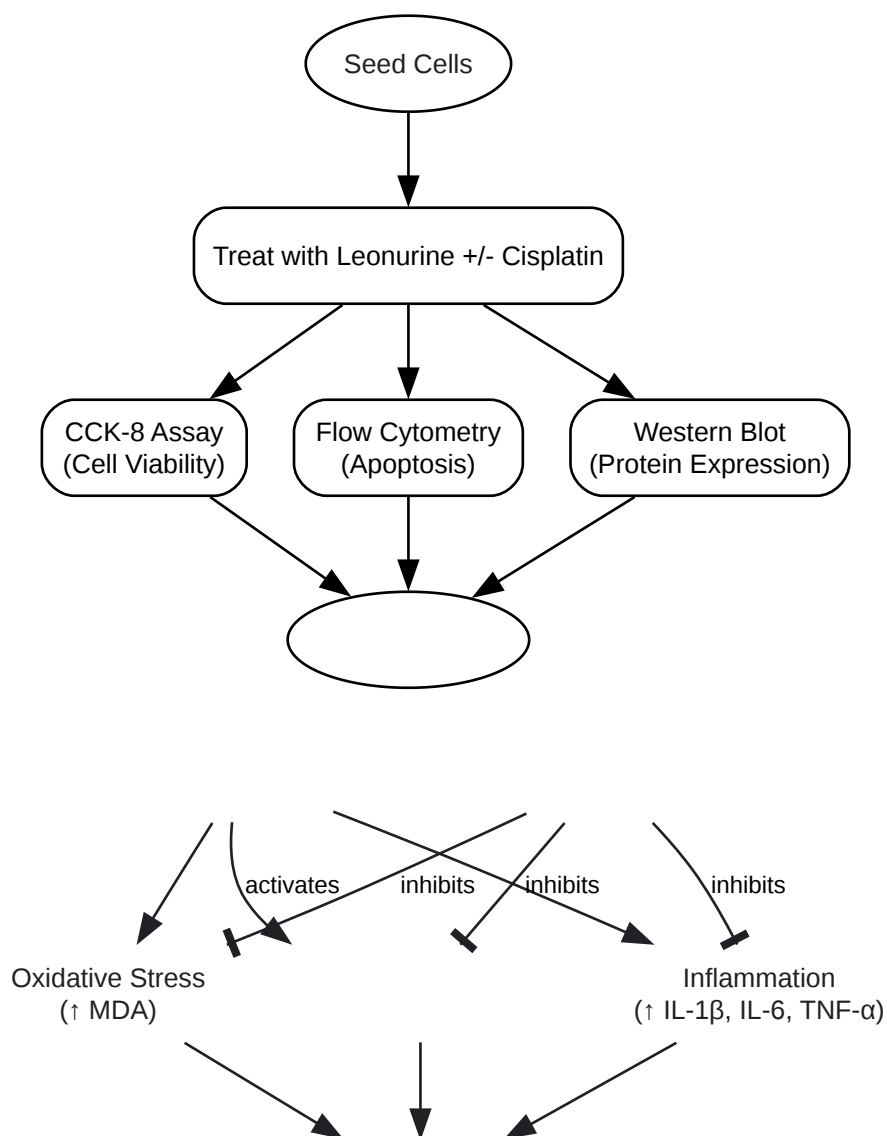 Seed Cells
Treat with Leonurine +/- Cisplatin
CCK-8 Assay
(Cell Viability)
Flow Cytometry
(Apoptosis)
Western Blot
(Protein Expression)
activates
inhibits
inhibits
inhibits
Oxidative Stress
(↑ MDA)
Inflammation
(↑ IL-1β, IL-6, TNF-α)